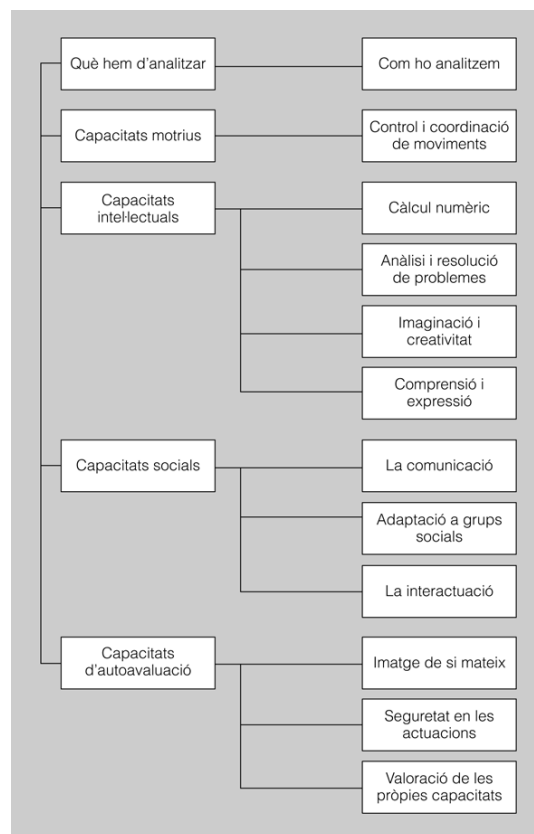 Què hem d'analitzar
Com ho analitzem
Capacitats motrius
Control i coordinació
de moviments
Capacitats
intel·lectuals
Càlcul numèric
Anàlisi i resolució
de problemes
Imaginació i
creativitat
Comprensió i
expressió
Capacitats socials
La comunicació
Adaptació a grups
socials
La interactuació
Capacitats
d'autoavaluació
Imatge de si mateix
Seguretat en les
actuacions
Valoració de les
pròpies capacitats